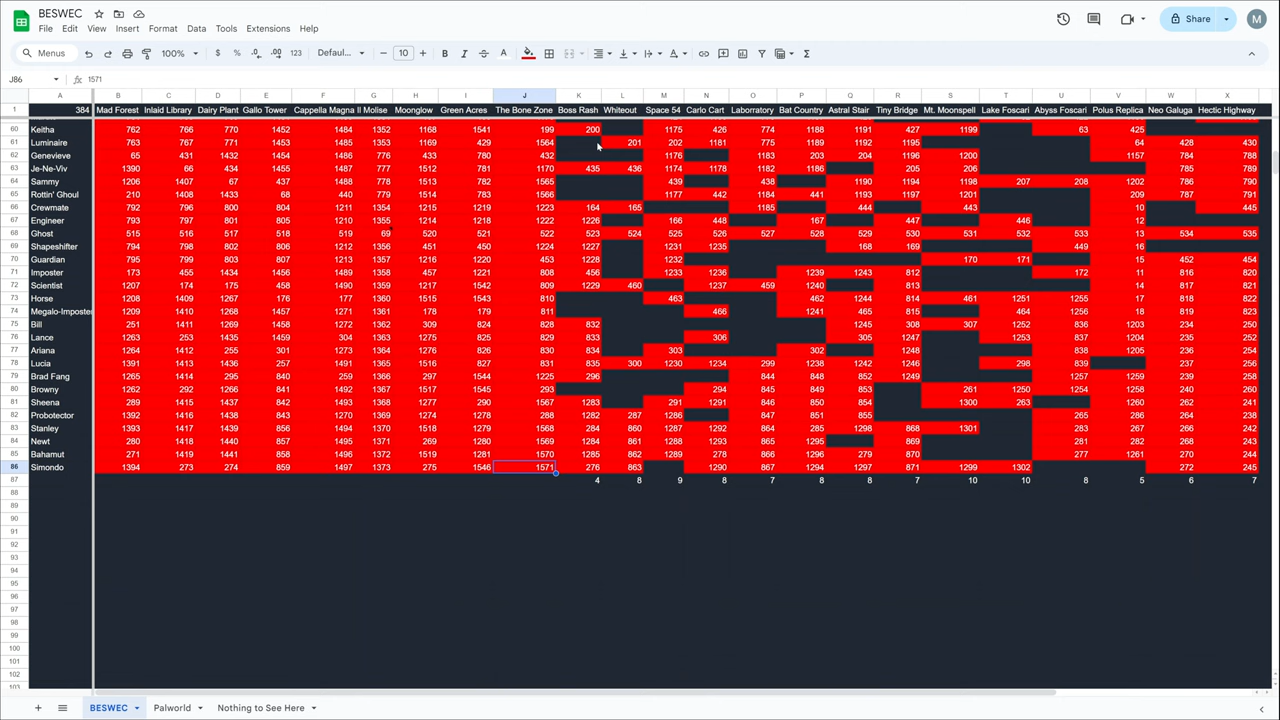 BESWEC
File Edit View Insert Format Data Tools Extensions Help
Share
M
Menus 100% $ % .0 .00 123 Defaul... 10 B I A
J86 1571
A B C D E F G H I J K L M N O P Q R S T U V W X
1 384 Mad Forest Inlaid Library Dairy Plant Gallo Tower Cappella Magna Il Molise Moonglow Green Acres The Bone Zone Boss Rash Whiteout Space 54 Carlo Cart Laborratory Bat Country Astral Stair Tiny Bridge Mt. Moonspell Lake Foscari Abyss Foscari Polus Replica Neo Galuga Hectic Highway
60 Keitha 762 766 770 1452 1484 1352 1168 1541 199 200 1175 426 774 1188 1191 427 1199 63 425
61 Luminaire 763 767 771 1453 1485 1353 1169 429 1564 201 202 1181 775 1189 1192 1195 64 428 430
62 Genevieve 65 431 1432 1454 1486 776 433 780 432 1176 1183 203 204 1196 1200 1157 784 788
63 Je-Ne-Viv 1390 66 434 1455 1487 777 1512 781 1170 435 436 1174 1178 1182 1186 205 206 785 789
64 Sammy 1206 1407 67 437 1488 778 1513 782 1565 439 438 1190 1194 1198 207 208 1202 786 790
65 Rottin' Ghoul 210 1408 1433 68 440 779 1514 783 1566 1177 442 1184 441 1193 1197 1201 209 787 791
66 Crewmate 792 796 800 804 1211 1354 1215 1219 1223 164 165 1185 444 443 10 445
67 Engineer 793 797 801 805 1210 1355 1214 1218 1222 1226 166 448 167 447 446 12
68 Ghost 515 516 517 518 519 69 520 521 522 523 524 525 526 527 528 529 530 531 532 533 13 534 535
69 Shapeshifter 794 798 802 806 1212 1356 451 450 1224 1227 1231 1235 168 169 449 16
70 Guardian 795 799 803 807 1213 1357 1216 1220 453 1228 1232 170 171 15 452 454
71 Imposter 173 455 1434 1456 1489 1358 457 1221 808 456 1233 1236 1239 1243 812 172 11 816 820
72 Scientist 1207 174 175 458 1490 1359 1217 1542 809 1229 460 1237 459 1240 813 14 817 821
73 Horse 1208 1409 1267 176 177 1360 1515 1543 810 463 462 1244 814 461 1251 1255 17 818 822
74 Megalo-Imposter 1209 1410 1268 1457 1271 1361 178 179 811 466 1241 465 815 464 1256 18 819 823
75 Bill 251 1411 1269 1458 1272 1362 309 824 828 832 1245 308 307 1252 836 1203 234 250
76 Lance 1263 253 1435 1459 304 1363 1275 825 829 833 306 305 1247 1253 837 1204 235 251
77 Ariana 1264 1412 255 301 1273 1364 1276 826 830 834 303 302 1248 838 1205 236 254
78 Lucia 1391 1413 1436 257 1491 1365 1516 827 831 835 300 1230 1234 299 1238 1242 1246 298 839 237 256
79 Brad Fang 1265 1414 295 840 259 1366 297 1544 1225 296 844 848 852 1249 1257 1259 239 258
80 Browny 1262 292 1266 841 1492 1367 1517 1545 293 294 845 849 853 261 1250 1258 240 260
81 Sheena 289 1415 1437 842 1493 1368 277 290 1567 1283 291 1291 846 850 854 1300 263 1260 241 262
82 Probotector 1392 1416 1438 843 1270 1369 1274 1278 288 1282 287 1286 847 851 855 265 286 238 264
83 Stanley 1393 1417 1439 856 1494 1370 1518 1279 1568 284 860 1287 1292 864 285 1296 868 1301 283 267 242 266
84 Newt 280 1418 1440 857 1495 1371 269 1280 1569 1284 861 1288 1293 865 1295 869 281 282 243 268
85 Bahamut 271 1419 1441 858 1496 1372 1519 1281 1570 1285 862 1289 278 866 1296 279 870 277 1261 244 270
86 Simondo 1394 273 274 859 1497 1373 275 1546 1571 276 863 1290 867 1294 1297 871 1299 1302 272 245
87 4 8 9 8 7 8 8 7 10 10 8 5 6 7
88
89
90
91
92
93
94
95
96
97
98
99
100
101
102
103
BESWEC Palworld Nothing to See Here